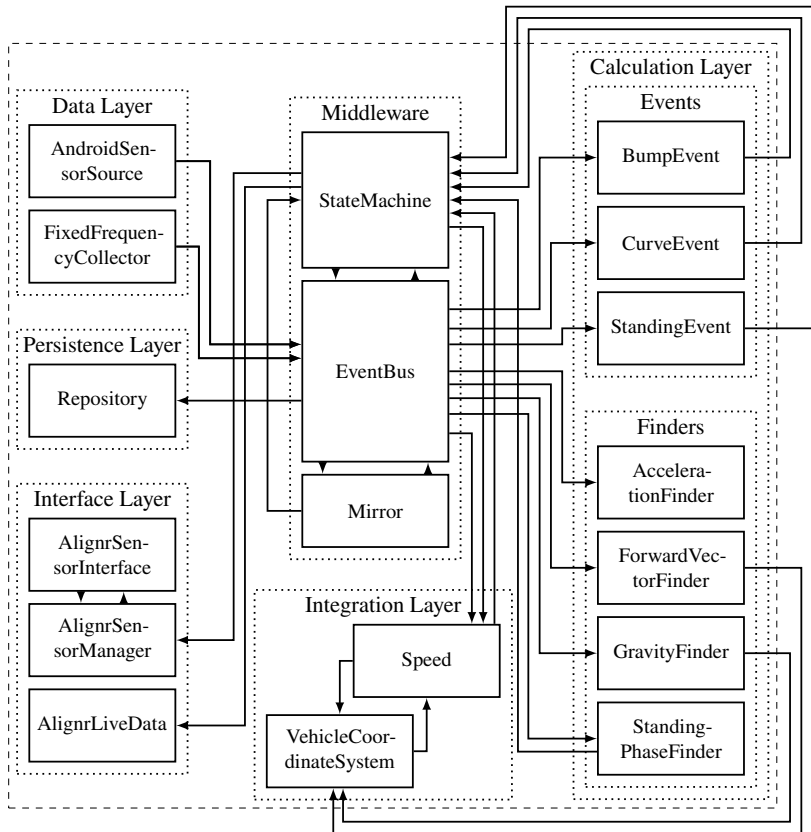 Data Layer
AndroidSen-
sorSource
FixedFrequen-
cyCollector
Persistence Layer
Repository
Interface Layer
AlignrSen-
sorInterface
AlignrSen-
sorManager
AlignrLiveData
Middleware
StateMachine
EventBus
Mirror
Integration Layer
Speed
VehicleCoor-
dinateSystem
Calculation Layer
Events
BumpEvent
CurveEvent
StandingEvent
Finders
Accelera-
tionFinder
ForwardVec-
torFinder
GravityFinder
Standing-
PhaseFinder